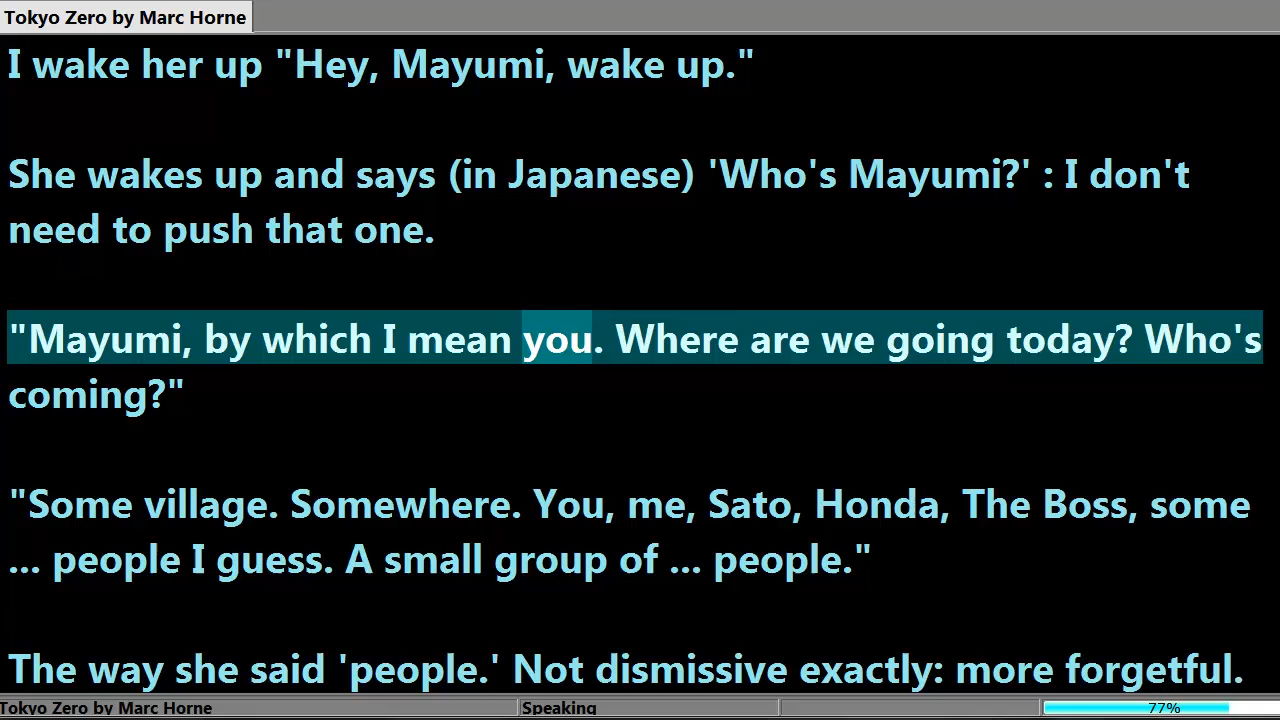 Tokyo Zero by Marc Horne
I wake her up "Hey, Mayumi, wake up."
She wakes up and says (in Japanese) 'Who's Mayumi?' : I don't
need to push that one.
"Mayumi, by which I mean you. Where are we going today? Who's
coming?"
"Some village. Somewhere. You, me, Sato, Honda, The Boss, some
... people I guess. A small group of ... people."
The way she said 'people.' Not dismissive exactly: more forgetful.
Tokyo Zero by Marc Horne
Speaking
77%